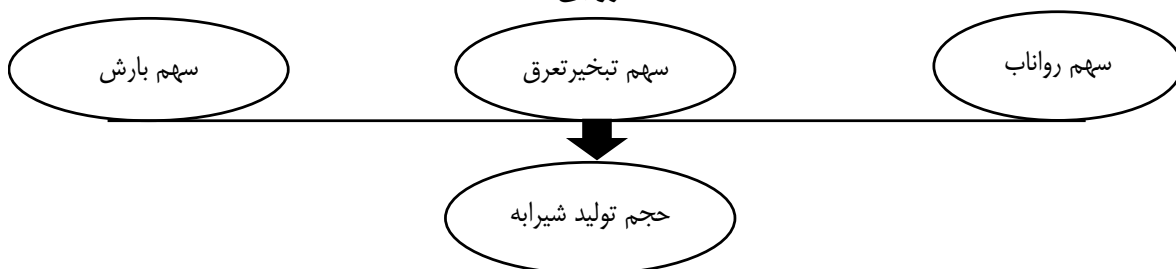 سهم رواناب
سهم تبخیرتعرق
سهم بارش
حجم تولید شیرابه